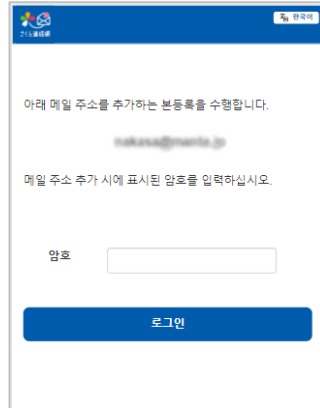 さくら連絡網
한국어
아래 메일 주소를 추가하는 본등록을 수행합니다.
메일 주소 추가 시에 표시된 암호를 입력하십시오.
암호
로그인